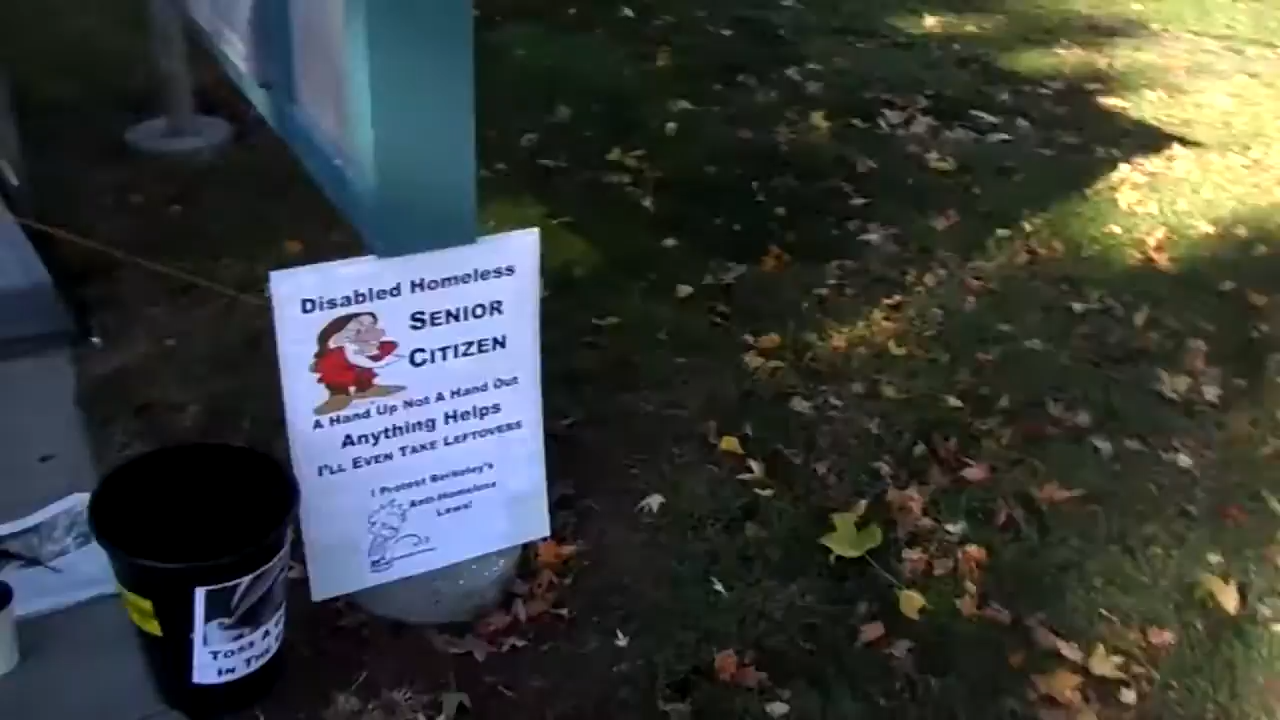 Disabled Homeless
SENIOR
CITIZEN
A Hand Up Not A Hand Out
Anything Helps
I'LL EVEN TAKE LEFTOVERS
I Protest Berkeley's
Anti-Homeless
Laws!
TOSS A
IN THE